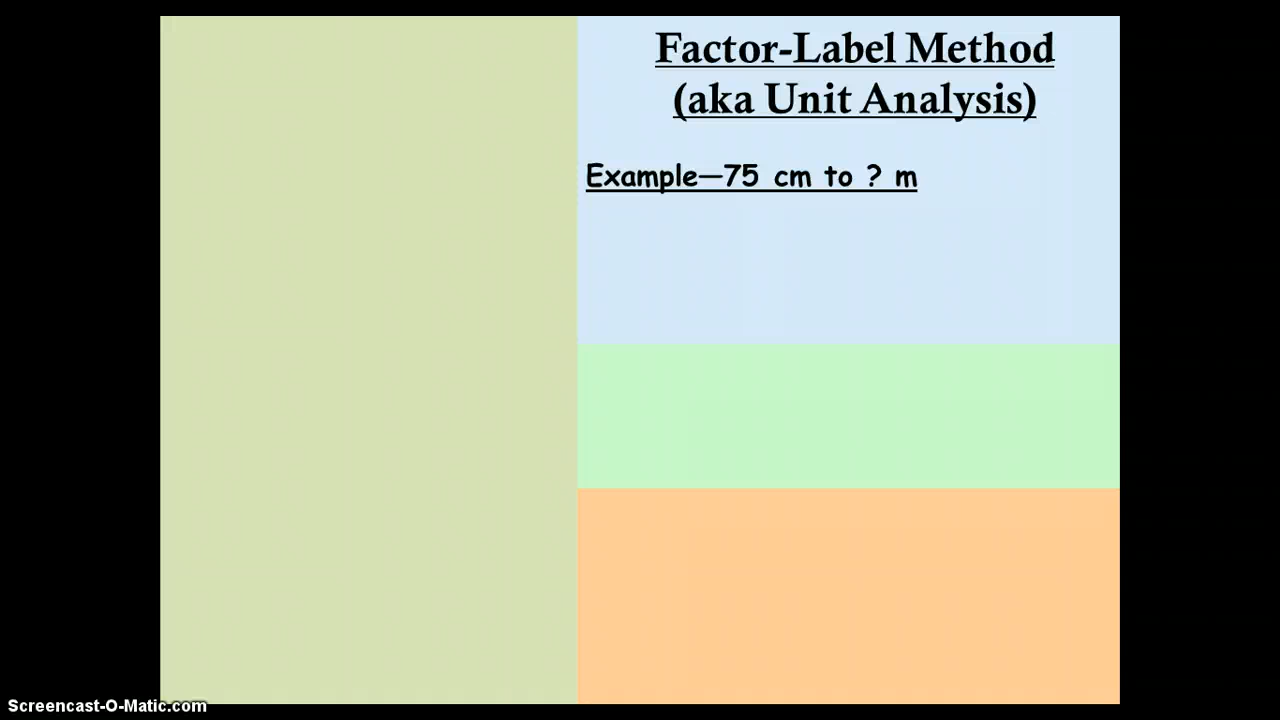 Factor-Label Method
(aka Unit Analysis)
Example—75 cm to ? m
Screencast-O-Matic.com